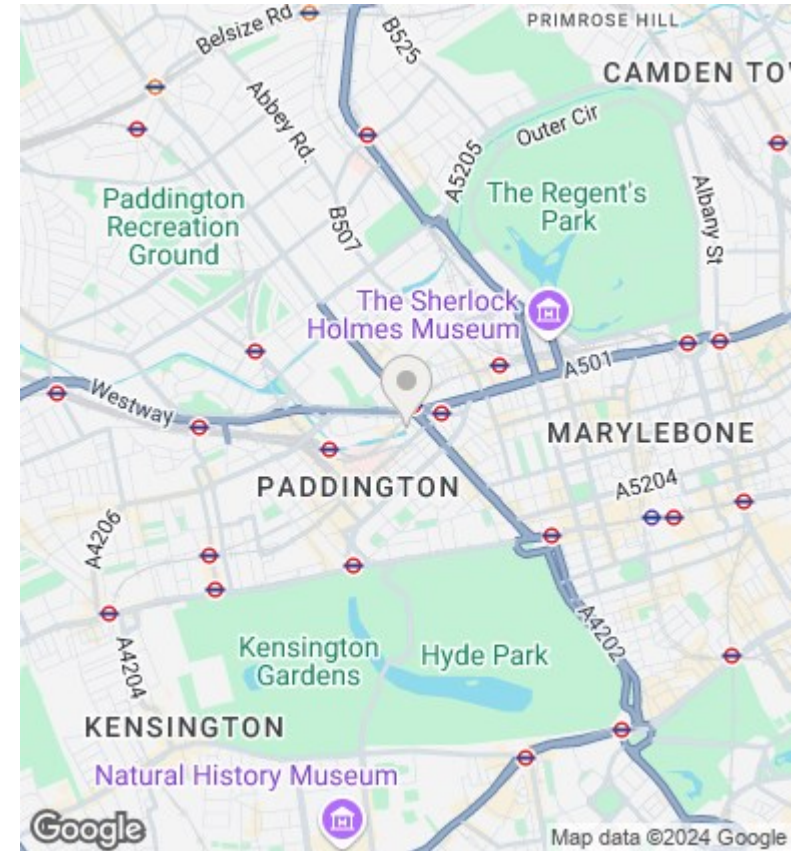 PRIMROSE HILL
Belsize Rd
B525
CAMDEN TO
Abbey Rd.
Outer Cir
A5205
Paddington
Recreation
Ground
The Regent's
Park
Albany St
B507
The Sherlock
Holmes Museum
A501
Westway
MARYLEBONE
PADDINGTON
A5204
A4206
A4202
Kensington
Gardens
Hyde Park
A4204
KENSINGTON
Natural History Museum
Google
Map data ©2024 Google